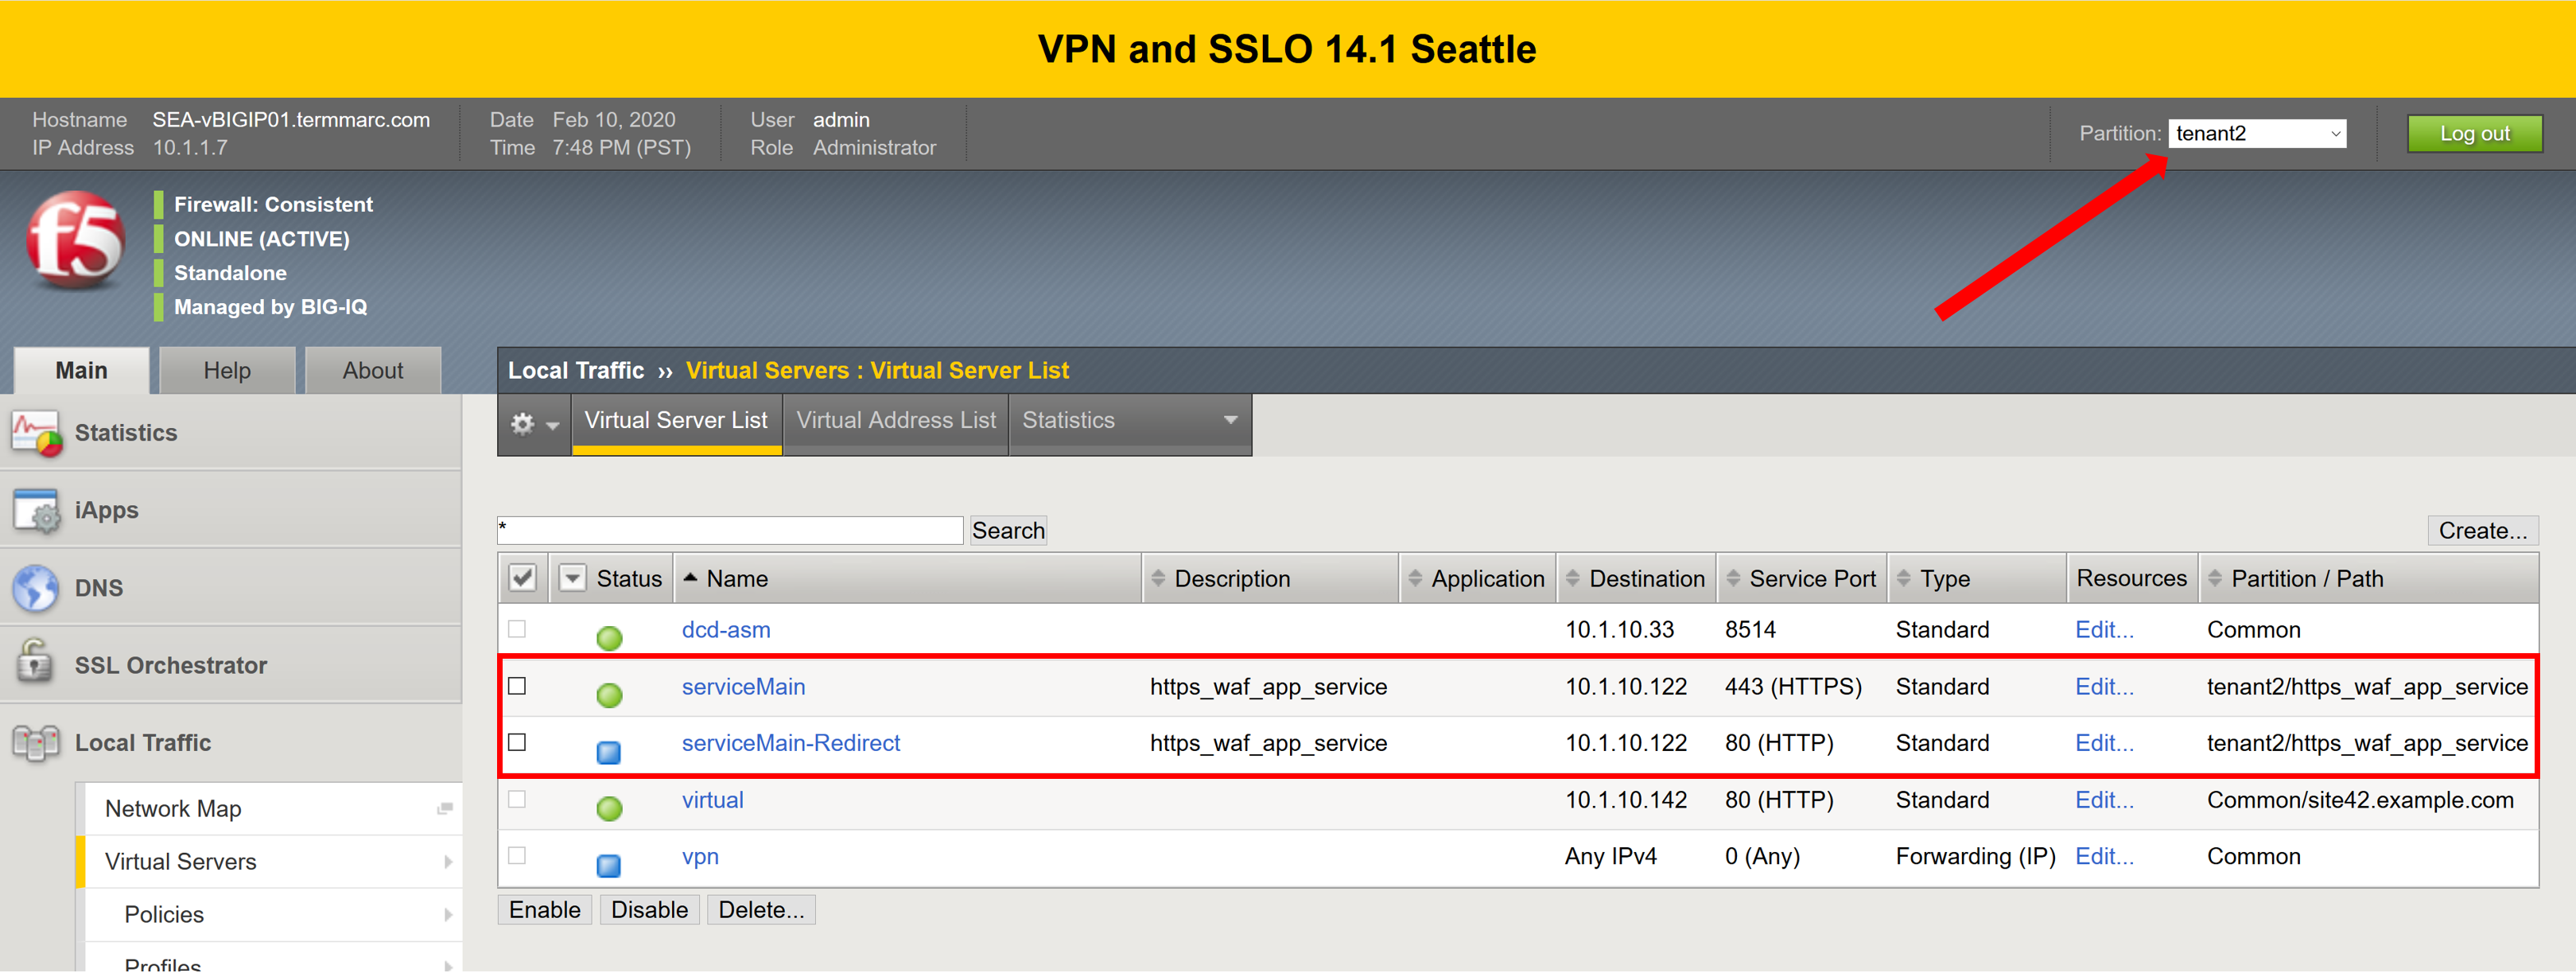 VPN and SSLO 14.1 Seattle
Hostname SEA-vBIGIP01.termmarc.com Date Feb 10, 2020 User admin
IP Address 10.1.1.7 Time 7:48 PM (PST) Role Administrator
Partition: tenant2 Log out
f5
Firewall: Consistent
ONLINE (ACTIVE)
Standalone
Managed by BIG-IQ
Main Help About
Local Traffic ›› Virtual Servers : Virtual Server List
Virtual Server List Virtual Address List Statistics
Statistics
iApps
DNS
SSL Orchestrator
Local Traffic
Network Map
Virtual Servers
Policies
Profiles
* Search Create...
Status Name Description Application Destination Service Port Type Resources Partition / Path
dcd-asm 10.1.10.33 8514 Standard Edit... Common
serviceMain https_waf_app_service 10.1.10.122 443 (HTTPS) Standard Edit... tenant2/https_waf_app_service
serviceMain-Redirect https_waf_app_service 10.1.10.122 80 (HTTP) Standard Edit... tenant2/https_waf_app_service
virtual 10.1.10.142 80 (HTTP) Standard Edit... Common/site42.example.com
vpn Any IPv4 0 (Any) Forwarding (IP) Edit... Common
Enable Disable Delete...